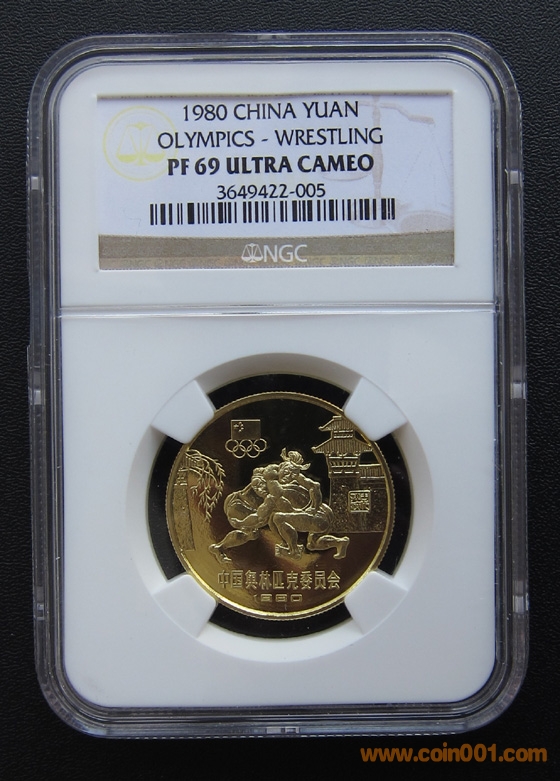 1980 CHINA YUAN
OLYMPICS - WRESTLING
PF 69 ULTRA CAMEO
3649422-005
NGC
中国奥林匹克委员会
1980
www.coin001.com